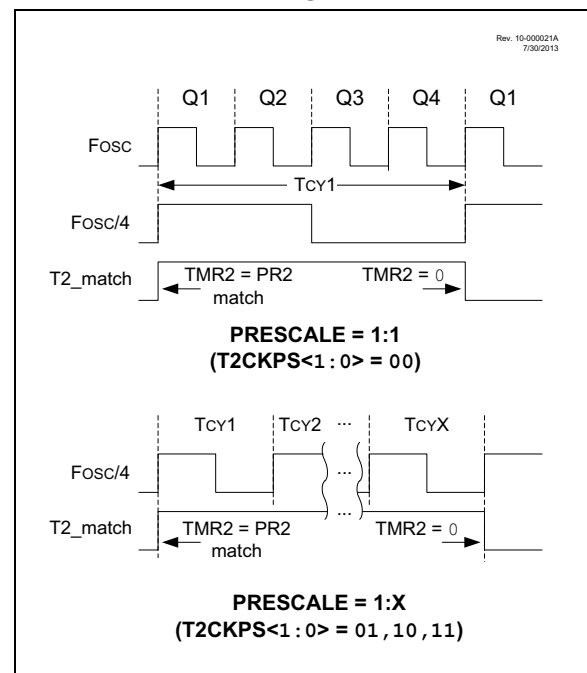 Rev. 10-000021A
7/30/2013
Q1 Q2 Q3 Q4 Q1
FOSC
TCY1
FOSC/4
T2_match
TMR2 = PR2
match
TMR2 = 0
PRESCALE = 1:1
(T2CKPS<1:0> = 00)
TCY1 TCY2 ... TCYX
FOSC/4
...
T2_match
...
TMR2 = PR2
match
TMR2 = 0
PRESCALE = 1:X
(T2CKPS<1:0> = 01,10,11)